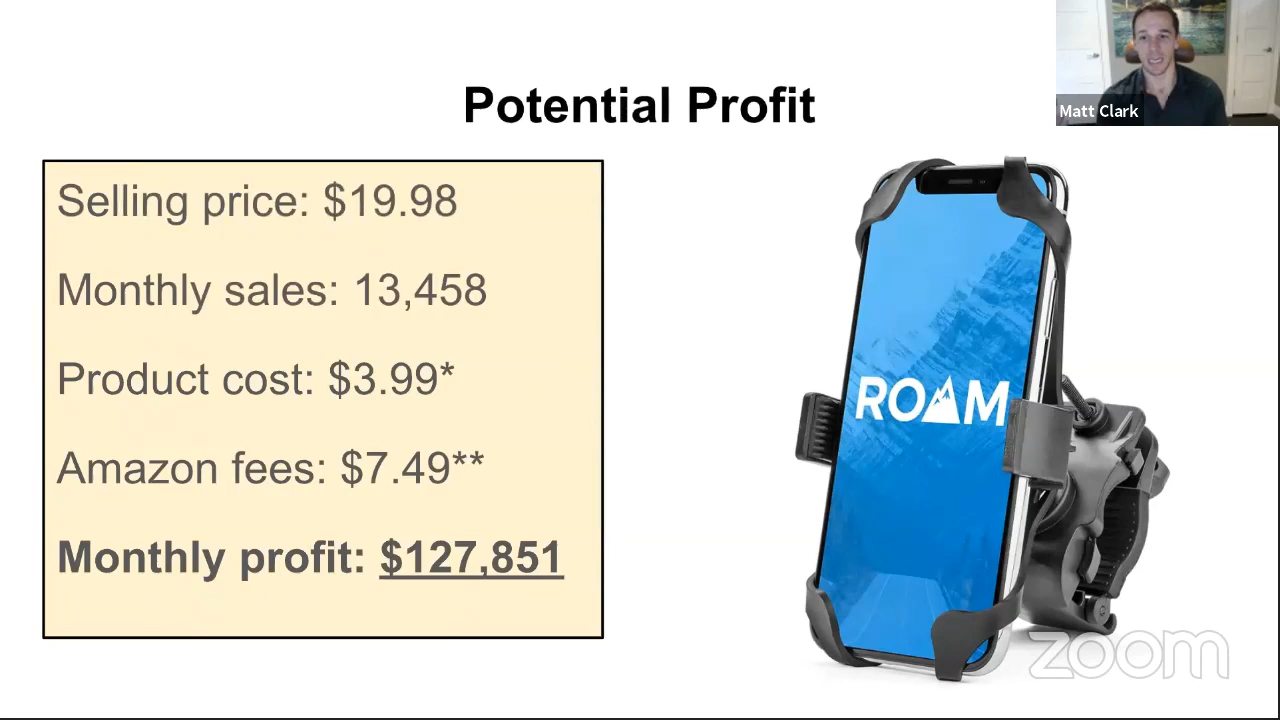 Matt Clark
Potential Profit
Selling price: $19.98
Monthly sales: 13,458
Product cost: $3.99*
Amazon fees: $7.49**
Monthly profit: $127,851
ROAM
zoom